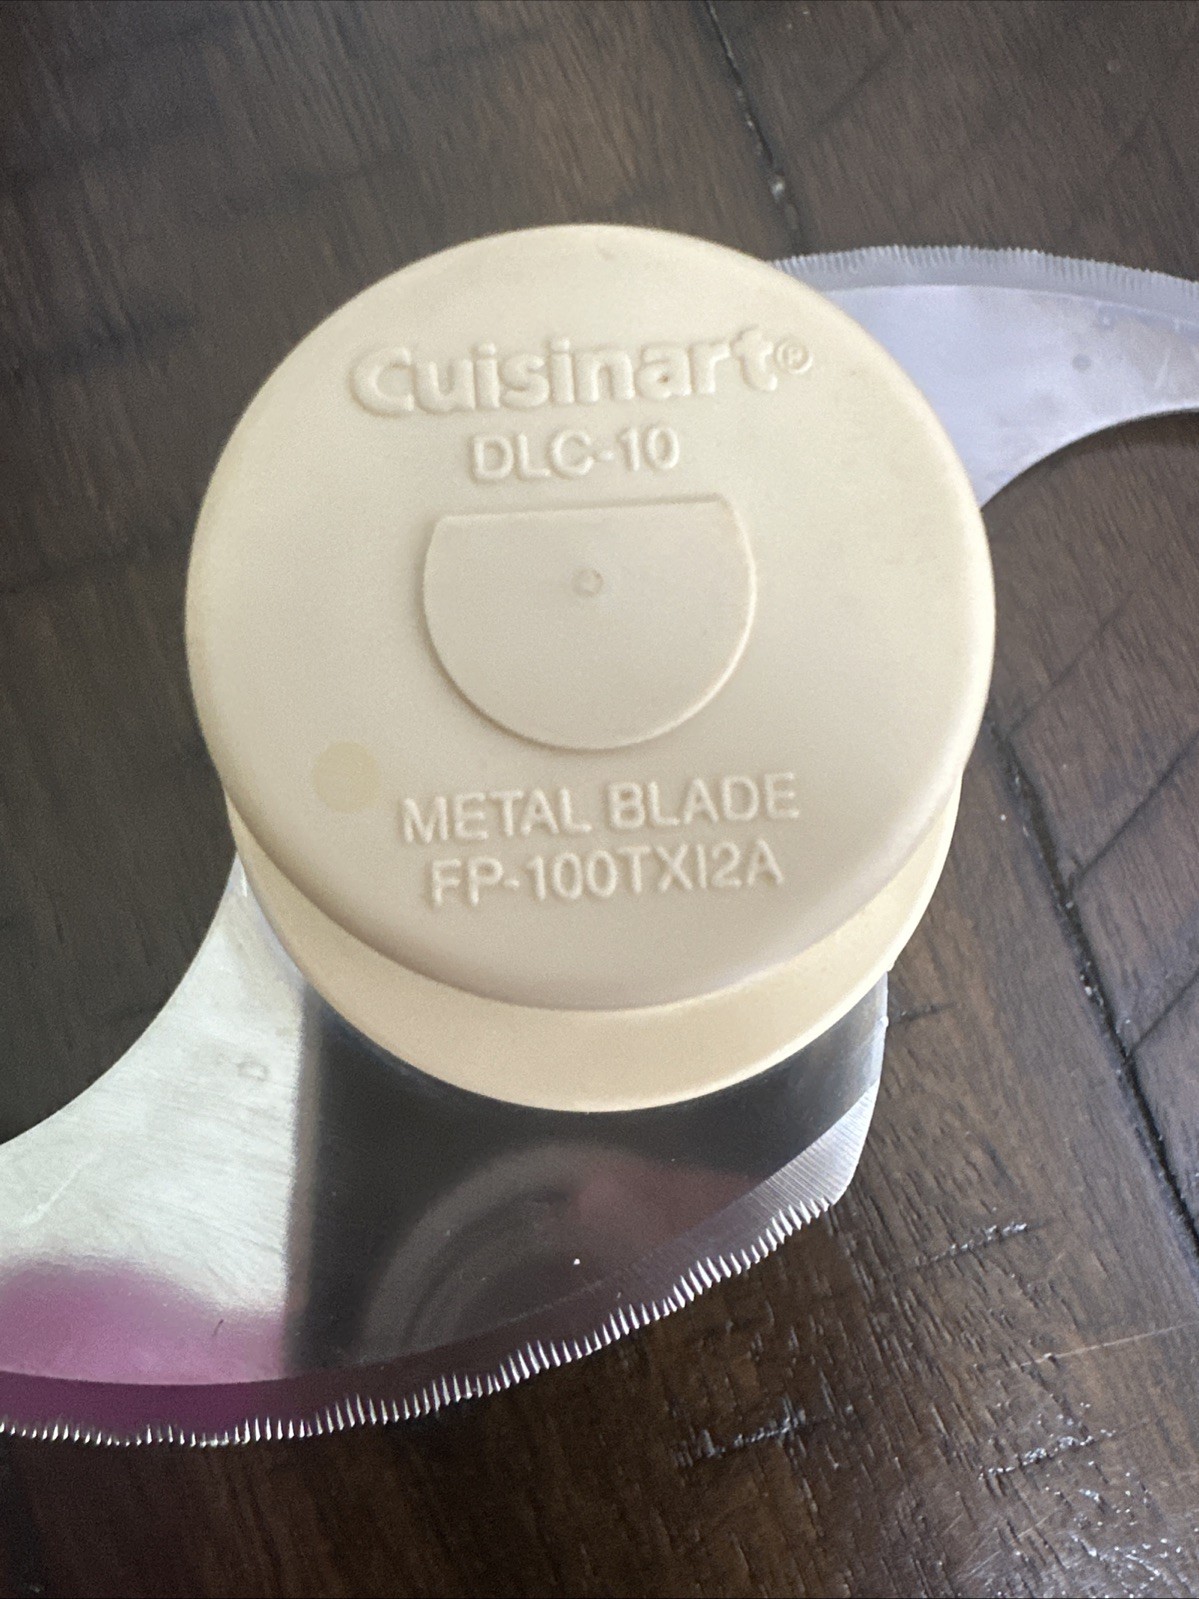 Cuisinart®
DLC-10
METAL BLADE
FP-100TXI2A